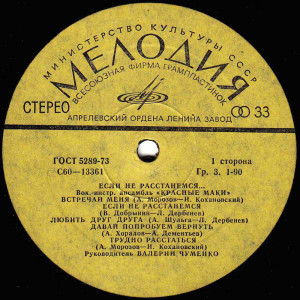 МИНИСТЕРСТВО КУЛЬТУРЫ СССР
МЕЛОДИЯ
ВСЕСОЮЗНАЯ ФИРМА ГРАМПЛАСТИНОК
СТЕРЕО
33
АПРЕЛЕВСКИЙ ОРДЕНА ЛЕНИНА ЗАВОД
ГОСТ 5289-73
1 сторона
С60—13361
Гр. 3. 1-90
ЕСЛИ НЕ РАССТАНЕМСЯ...
Вок.-инстр. ансамбль «КРАСНЫЕ МАКИ»
ВСТРЕЧАЯ МЕНЯ (А. Морозов—И. Кохановский)
ЕСЛИ НЕ РАССТАНЕМСЯ
(В. Добрынин—Л. Дербенев)
ЛЮБИТЬ ДРУГ ДРУГА (А. Шульга—Л. Дербенев)
ДАВАЙ ПОПРОБУЕМ ВЕРНУТЬ
(А. Хоралов—А. Дементьев)
ТРУДНО РАССТАТЬСЯ
(А. Морозов—И. Кохановский)
Руководитель ВАЛЕРИЙ ЧУМЕНКО